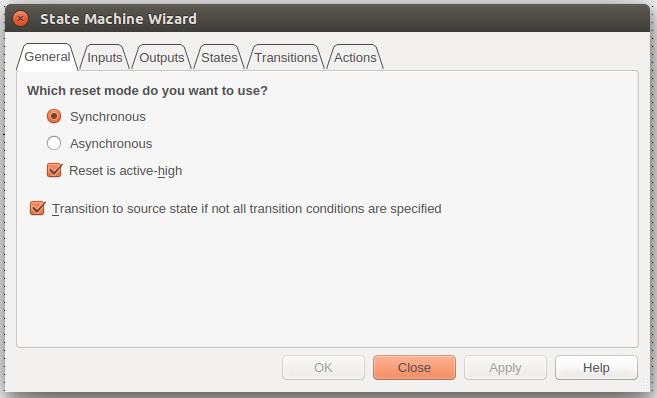 State Machine Wizard
General Inputs Outputs States Transitions Actions
Which reset mode do you want to use?
Synchronous
Asynchronous
Reset is active-high
Transition to source state if not all transition conditions are specified
OK Close Apply Help